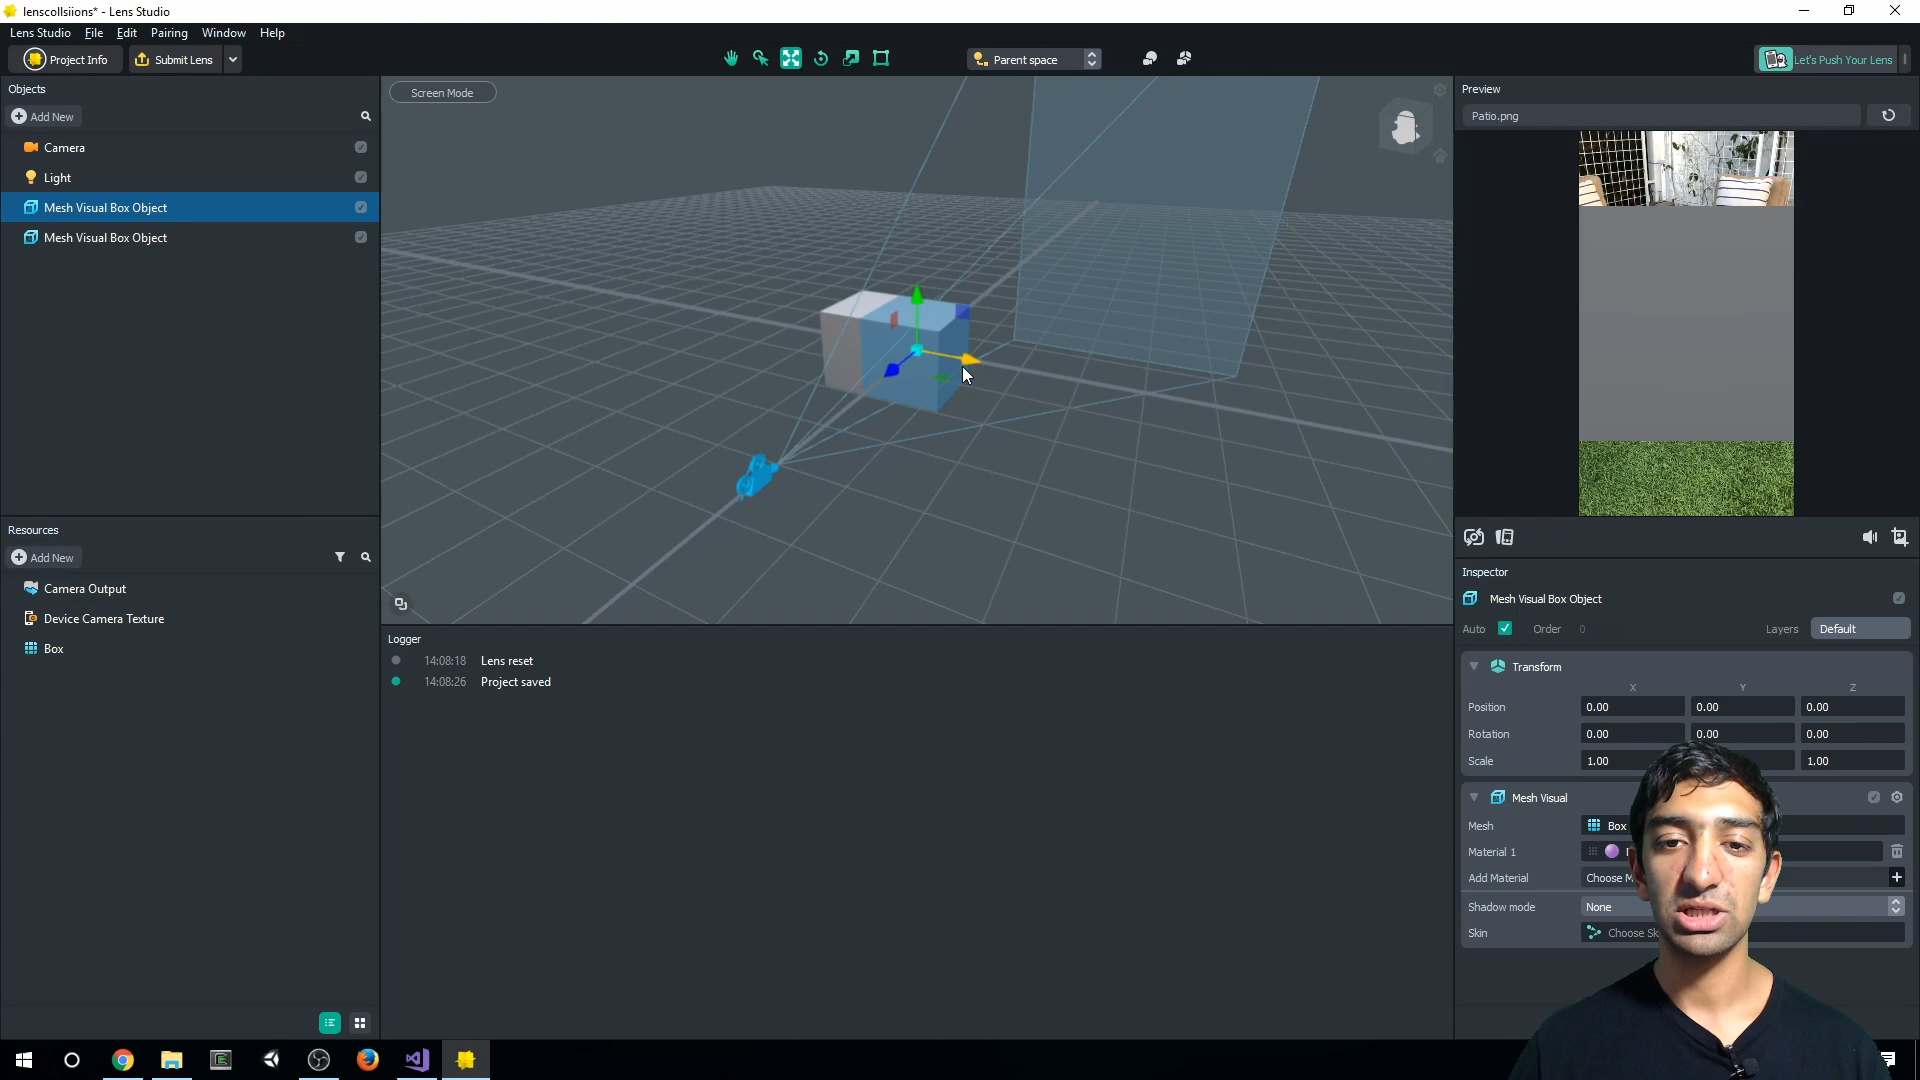 lenscollsiions* - Lens Studio
Lens Studio File Edit Pairing Window Help
Project Info Submit Lens Parent space Let's Push Your Lens
Objects
Add New
Camera
Light
Mesh Visual Box Object
Mesh Visual Box Object
Resources
Add New
Camera Output
Device Camera Texture
Box
Screen Mode
Logger
14:08:18 Lens reset
14:08:26 Project saved
Preview
Patio.png
Inspector
Mesh Visual Box Object
Auto Order 0 Layers Default
Transform
X Y Z
Position 0.00 0.00 0.00
Rotation 0.00 0.00 0.00
Scale 1.00 1.00
Mesh Visual
Mesh Box
Material 1
Add Material Choose
Shadow mode None
Skin Choose